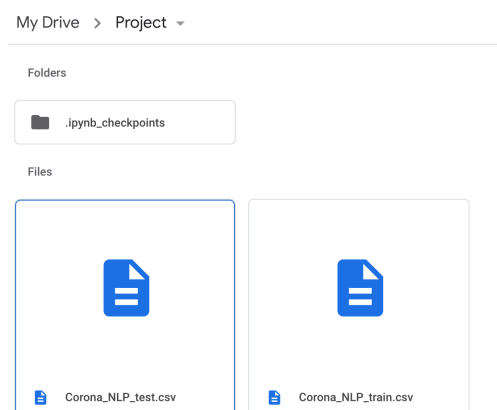 My Drive > Project
Folders
.ipynb_checkpoints
Files
Corona_NLP_test.csv
Corona_NLP_train.csv